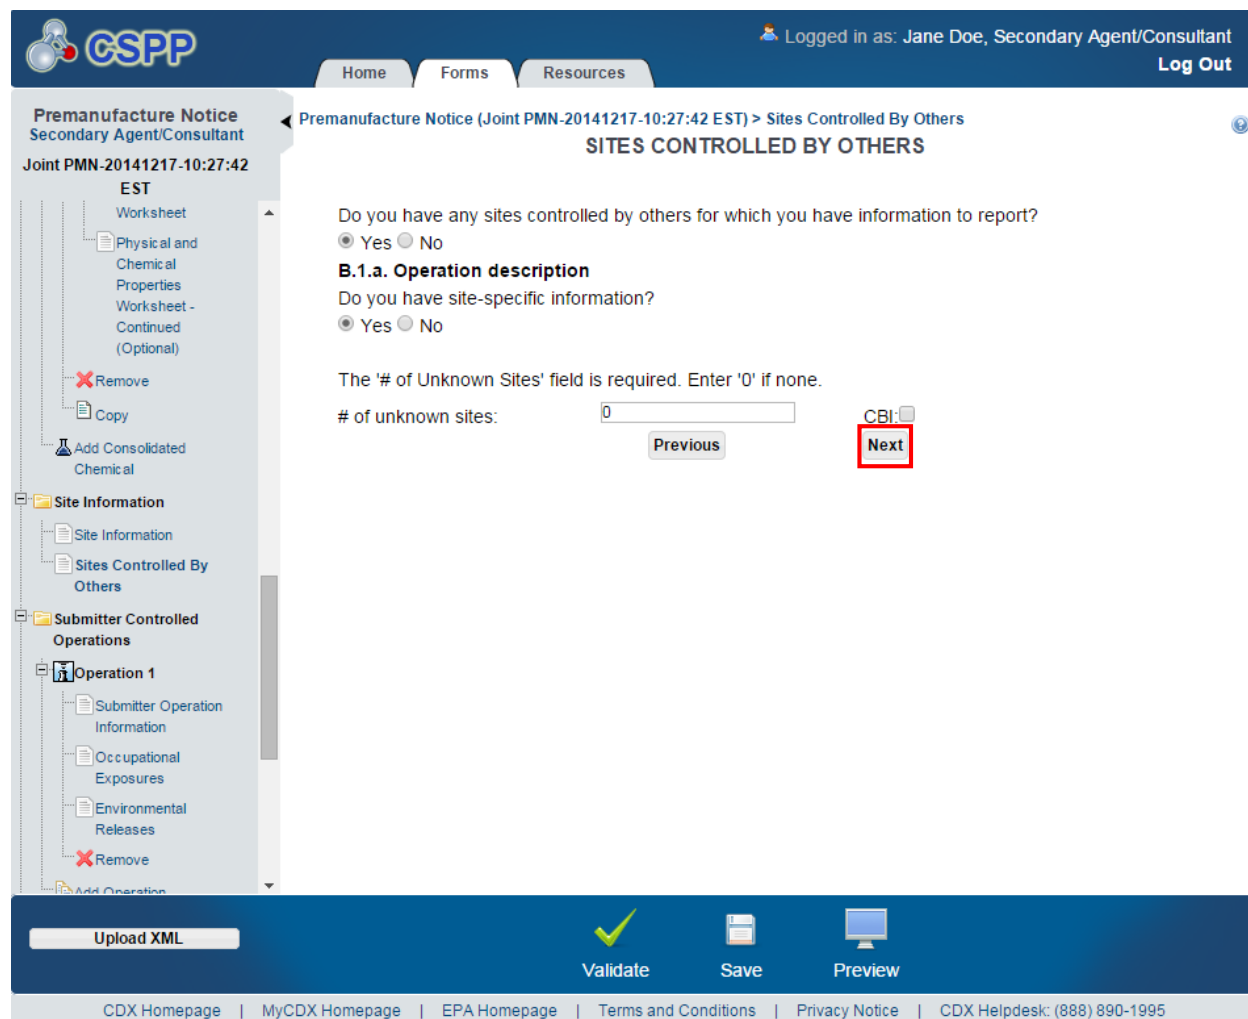 CSPP
Logged in as: Jane Doe, Secondary Agent/Consultant
Log Out
Home
Forms
Resources
Premanufacture Notice
Secondary Agent/Consultant
Joint PMN-20141217-10:27:42
EST
Worksheet
Physical and
Chemical
Properties
Worksheet -
Continued
(Optional)
Remove
Copy
Add Consolidated
Chemical
Site Information
Site Information
Sites Controlled By
Others
Submitter Controlled
Operations
Operation 1
Submitter Operation
Information
Occupational
Exposures
Environmental
Releases
Remove
Add Operation
Premanufacture Notice (Joint PMN-20141217-10:27:42 EST) > Sites Controlled By Others
SITES CONTROLLED BY OTHERS
Do you have any sites controlled by others for which you have information to report?
Yes No
B.1.a. Operation description
Do you have site-specific information?
Yes No
The '# of Unknown Sites' field is required. Enter '0' if none.
# of unknown sites: 0 CBI:
Previous Next
Upload XML
Validate Save Preview
CDX Homepage | MyCDX Homepage | EPA Homepage | Terms and Conditions | Privacy Notice | CDX Helpdesk: (888) 890-1995